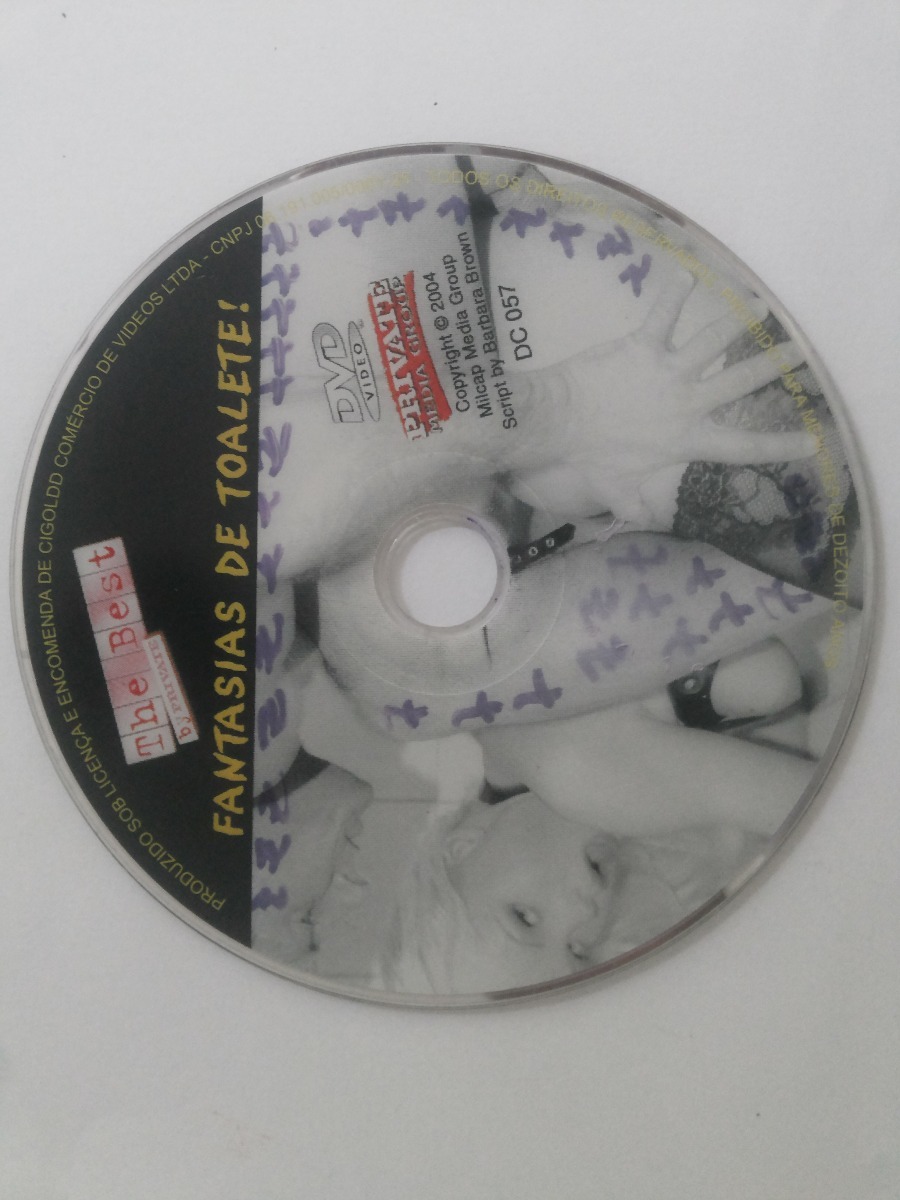 The Best
by PRIVATE
FANTASIAS DE TOALETE!
DVD
VIDEO
PRIVATE
MEDIA GROUP
Copyright © 2004
Milcap Media Group
Script by Barbara Brown
DC 057
PRODUZIDO SOB LICENÇA E ENCOMENDA DE CIGOLDD COMÉRCIO DE VIDEOS LTDA - CNPJ TODOS OS DIREITOS RESERVADOS - PROIBIDO PARA MENORES DE DEZOITO ANOS